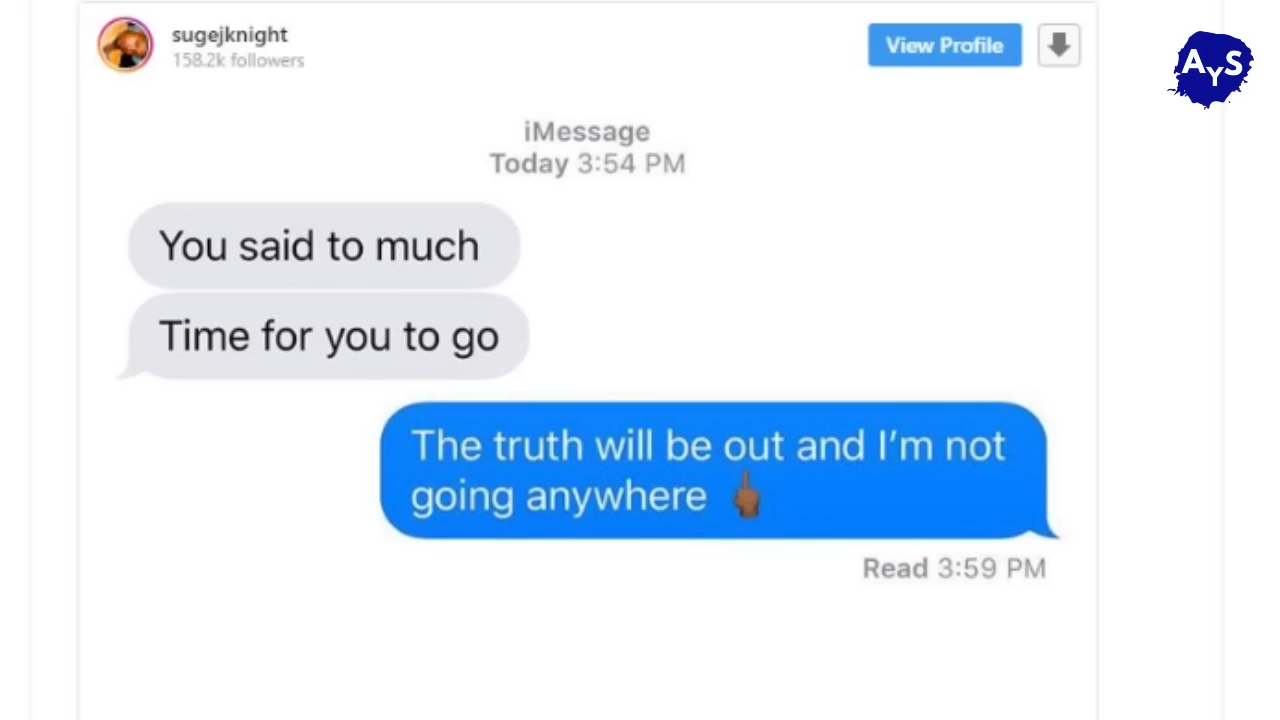 sugejknight
158.2k followers
View Profile
AYS
iMessage
Today 3:54 PM
You said to much
Time for you to go
The truth will be out and I'm not
going anywhere 🖕🏾
Read 3:59 PM